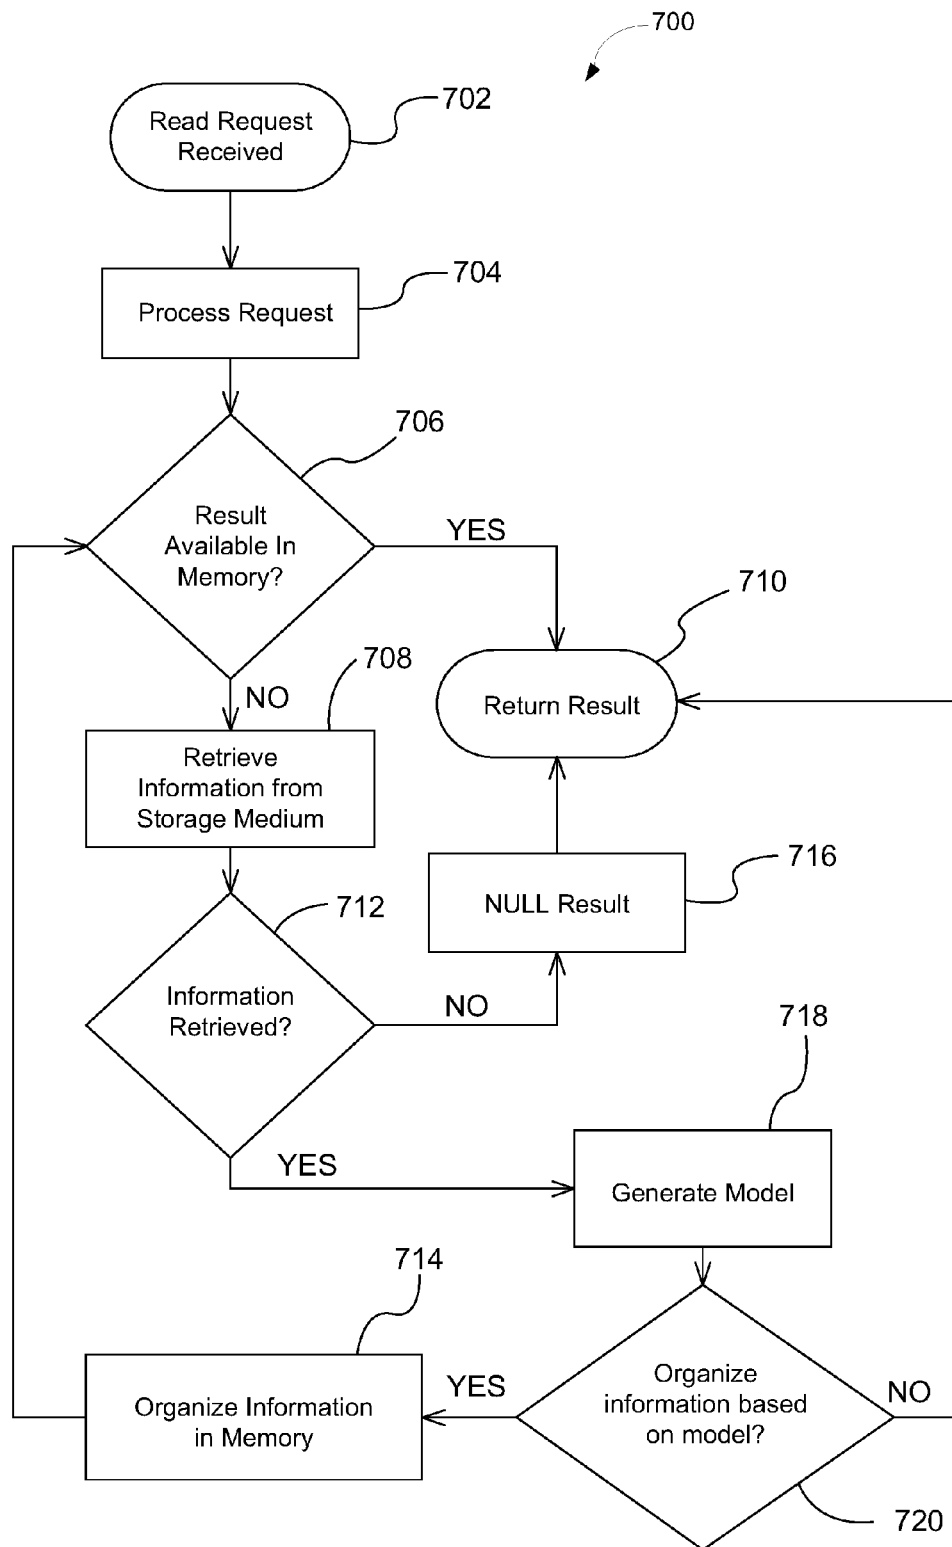 700
702
Read Request
Received
704
Process Request
706
Result
Available In
Memory?
YES
710
708
NO
Return Result
Retrieve
Information from
Storage Medium
716
NULL Result
712
Information
Retrieved?
NO
718
YES
Generate Model
714
Organize
information based
on model?
YES
NO
Organize Information
in Memory
720